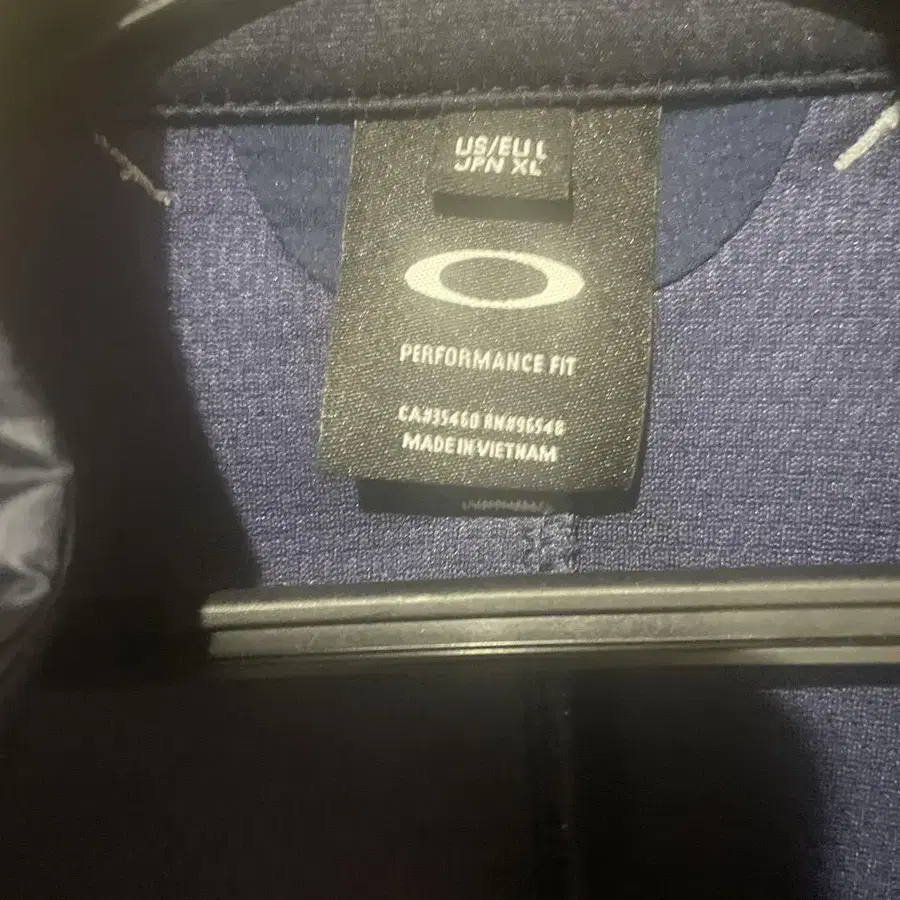 US/EU L
JPN XL
PERFORMANCE FIT
CA#35460 RN#96548
MADE IN VIETNAM